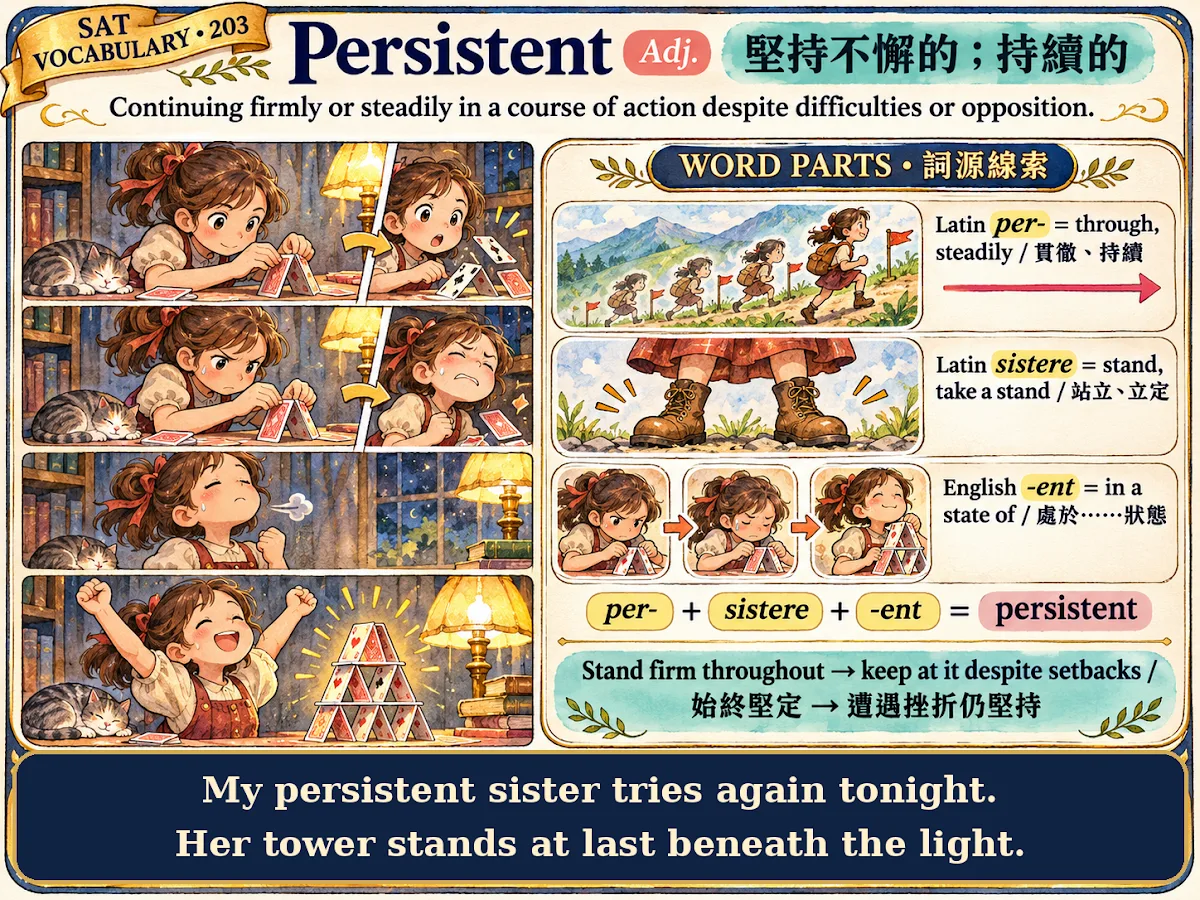 SAT
VOCABULARY • 203
Persistent
Adj.
堅持不懈的；持續的
Continuing firmly or steadily in a course of action despite difficulties or opposition.
WORD PARTS • 詞源線索
Latin per- = through,
steadily / 貫徹、持續
Latin sistere = stand,
take a stand / 站立、立定
English -ent = in a
state of / 處於⋯⋯狀態
per- + sistere + -ent = persistent
Stand firm throughout → keep at it despite setbacks /
始終堅定 → 遭遇挫折仍堅持
My persistent sister tries again tonight.
Her tower stands at last beneath the light.